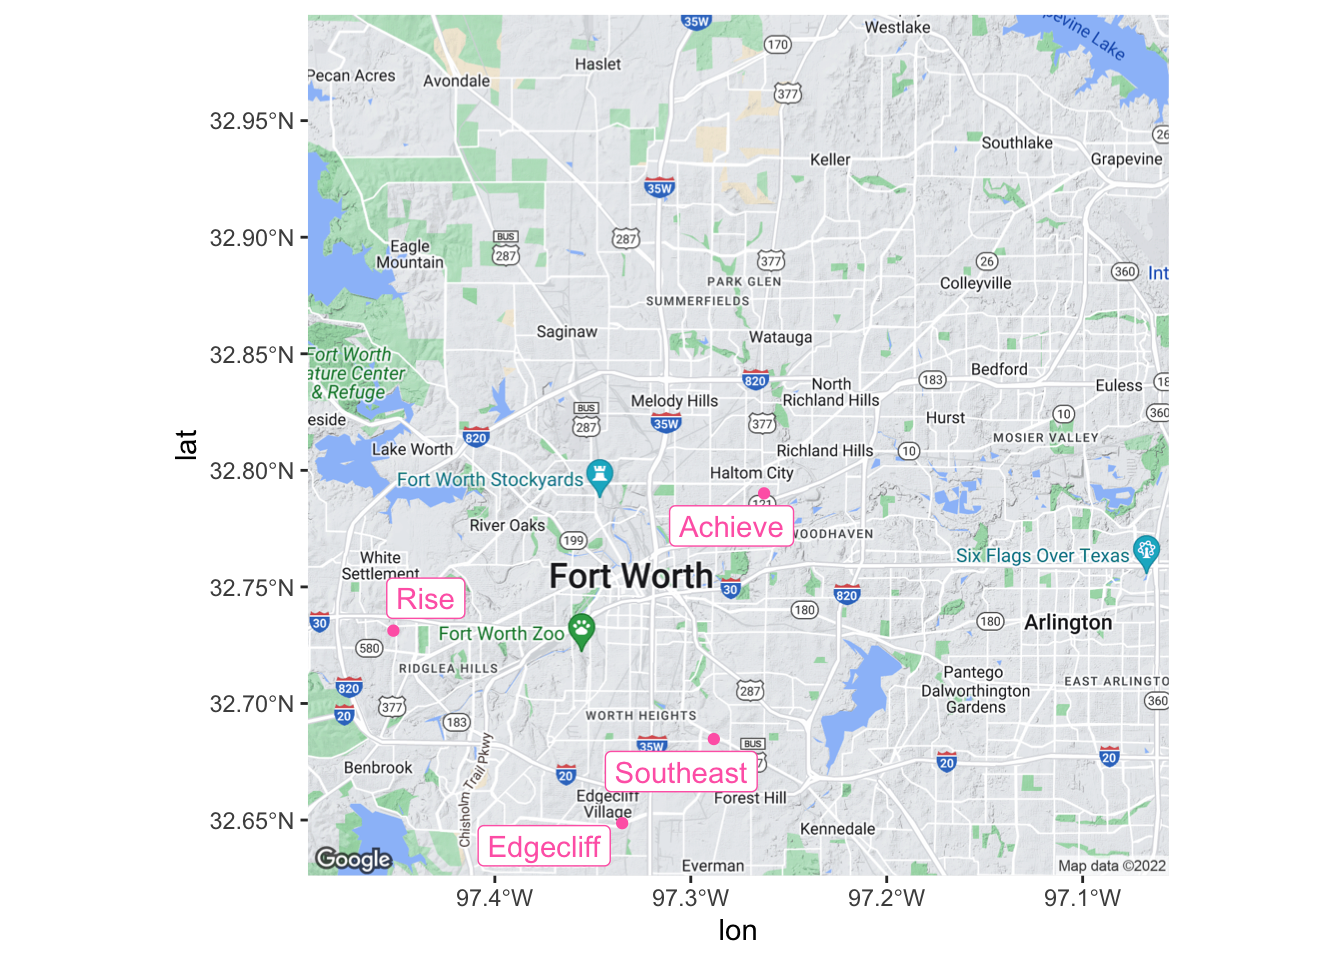 35W
Westlake
170
Grapevine Lake
Pecan Acres
Avondale
Haslet
377
32.95°N
Southlake
26
Keller
Grapevine
35W
32.90°N
BUS
287
287
Eagle
Mountain
377
26
360
Int
PARK GLEN
Colleyville
SUMMERFIELDS
Saginaw
Watauga
32.85°N
Fort Worth
ature Center
& Refuge
820
183
Bedford
North
Richland Hills
Euless
18
Melody Hills
BUS
287
35W
377
Hurst
10
360
eside
820
Lake Worth
MOSIER VALLEY
Richland Hills
10
lat
32.80°N
Fort Worth Stockyards
Haltom City
121
River Oaks
Achieve
WOODHAVEN
199
White
Settlement
Six Flags Over Texas
32.75°N
Fort Worth
30
820
Rise
180
30
180
Arlington
Fort Worth Zoo
580
RIDGLEA HILLS
Pantego
Dalworthington
Gardens
EAST ARLINGTO
820
287
360
32.70°N
377
20
183
WORTH HEIGHTS
35W
BUS
20
20
Benbrook
20
Southeast
Chisholm Trail Pkwy
Edgecliff
Village
Forest Hill
32.65°N
Kennedale
Edgecliff
Google
Everman
Map data ©2022
97.4°W
97.3°W
97.2°W
97.1°W
lon